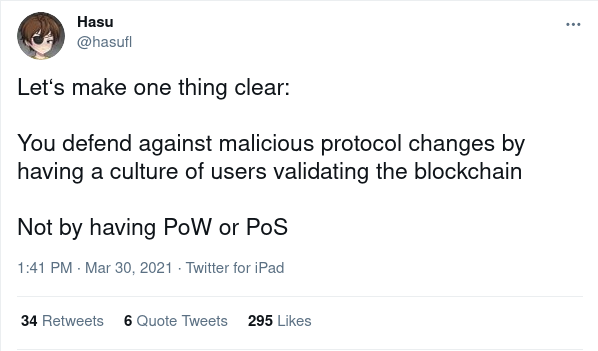 Hasu
@hasufl
Let‘s make one thing clear:
You defend against malicious protocol changes by
having a culture of users validating the blockchain
Not by having PoW or PoS
1:41 PM · Mar 30, 2021 · Twitter for iPad
34 Retweets 6 Quote Tweets 295 Likes